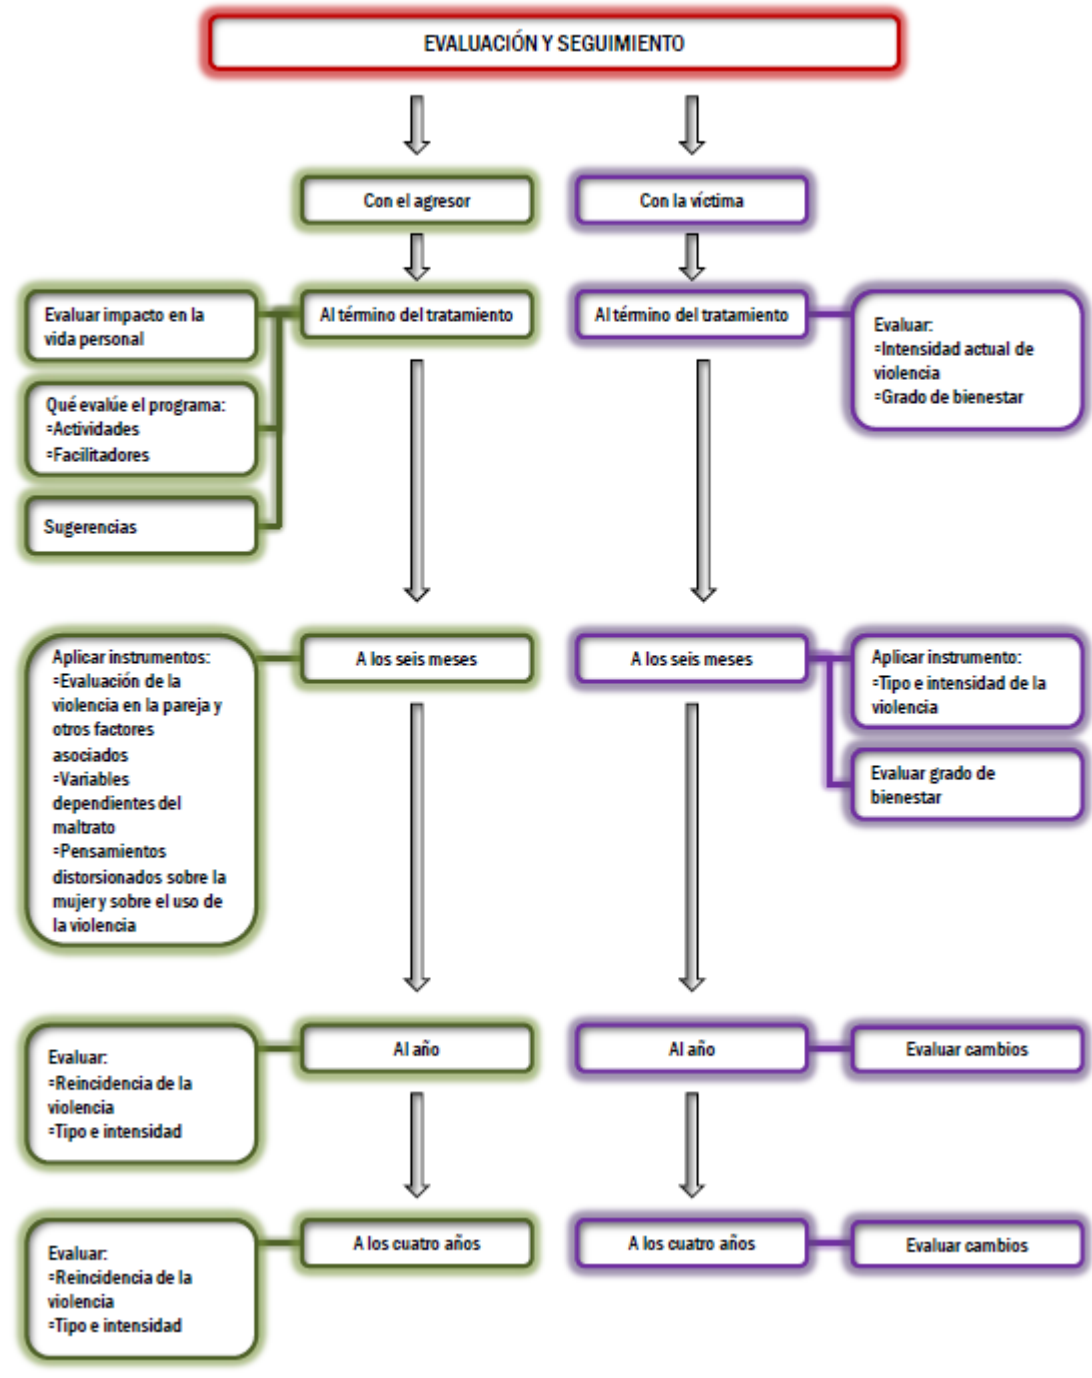 EVALUACIÓN Y SEGUIMIENTO
Con el agresor
Con la víctima
Al término del tratamiento
Evaluar impacto en la
vida personal
Qué evalúe el programa:
=Actividades
=Facilitadores
Sugerencias
Al término del tratamiento
Evaluar:
=Intensidad actual de
violencia
=Grado de bienestar
A los seis meses
Aplicar instrumentos:
=Evaluación de la
violencia en la pareja y
otros factores
asociados
=Variables
dependientes del
maltrato
=Pensamientos
distorsionados sobre la
mujer y sobre el uso de
la violencia
A los seis meses
Aplicar instrumento:
=Tipo e intensidad de la
violencia
Evaluar grado de
bienestar
Al año
Evaluar:
=Reincidencia de la
violencia
=Tipo e intensidad
Al año
Evaluar cambios
A los cuatro años
Evaluar:
=Reincidencia de la
violencia
=Tipo e intensidad
A los cuatro años
Evaluar cambios